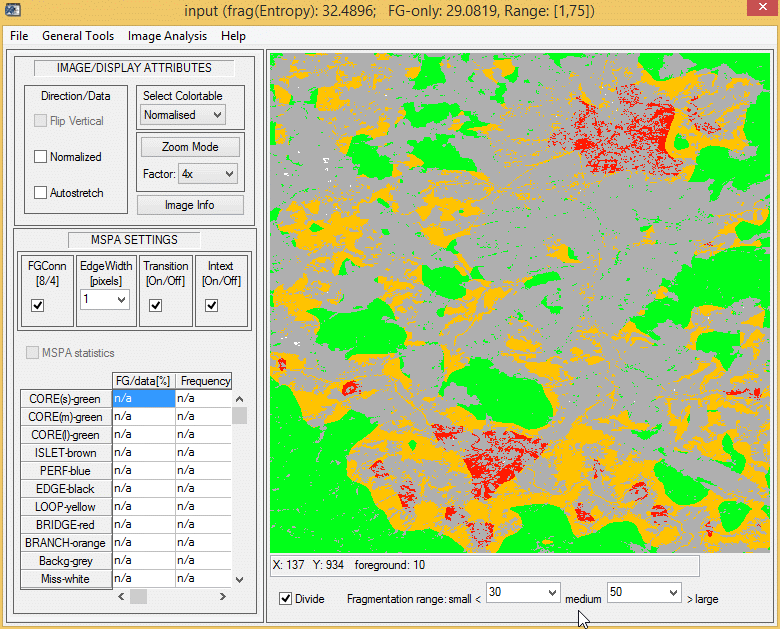 input (frag(Entropy): 32.4896; FG-only: 29.0819, Range: [1,75])
File General Tools Image Analysis Help
IMAGE/DISPLAY ATTRIBUTES
Direction/Data
Flip Vertical
Normalized
Autostretch
Select Colortable
Normalised
Zoom Mode
Factor: 4x
Image Info
MSPA SETTINGS
FGConn [8/4]
EdgeWidth [pixels]
1
Transition [On/Off]
Intext [On/Off]
MSPA statistics
FG/data[%] Frequency
CORE(s)-green n/a n/a
CORE(m)-green n/a n/a
CORE(l)-green n/a n/a
ISLET-brown n/a n/a
PERF-blue n/a n/a
EDGE-black n/a n/a
LOOP-yellow n/a n/a
BRIDGE-red n/a n/a
BRANCH-orange n/a n/a
Backg-grey n/a n/a
Miss-white n/a n/a
X: 137 Y: 934 foreground: 10
Divide Fragmentation range: small < 30 medium 50 > large